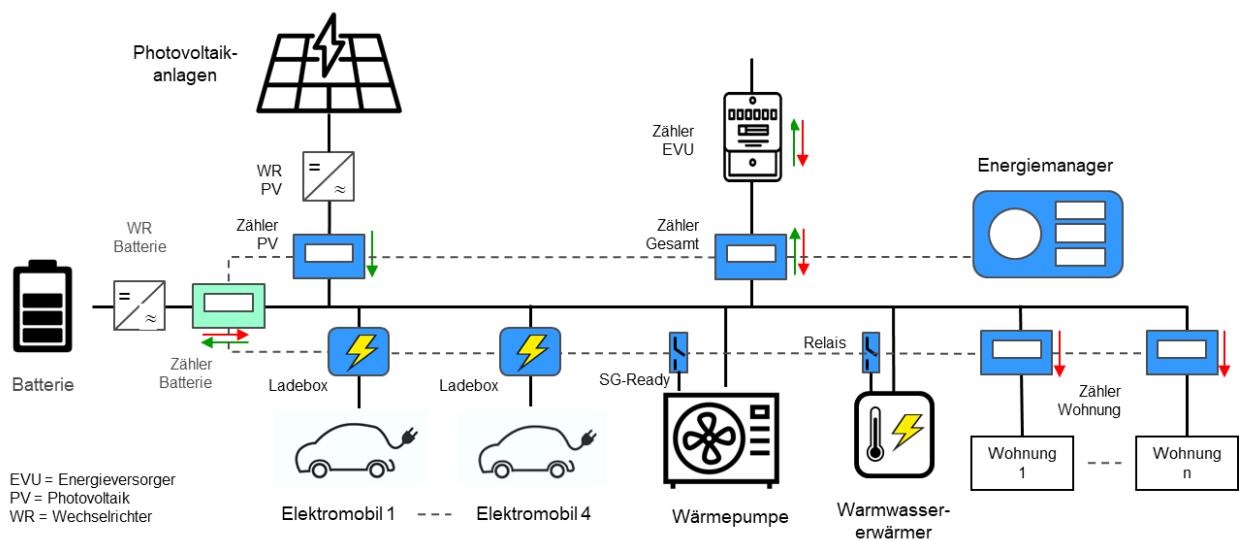 Photovoltaik-
anlagen
Zähler
EVU
WR
PV
Energiemanager
Zähler
PV
Zähler
Gesamt
WR
Batterie
Batterie
Zähler
Batterie
Ladebox
Ladebox
SG-Ready
Relais
Zähler
Wohnung
Wohnung
1
Wohnung
n
EVU = Energieversorger
PV = Photovoltaik
WR = Wechselrichter
Elektromobil 1
Elektromobil 4
Wärmepumpe
Warmwasser-
erwärmer